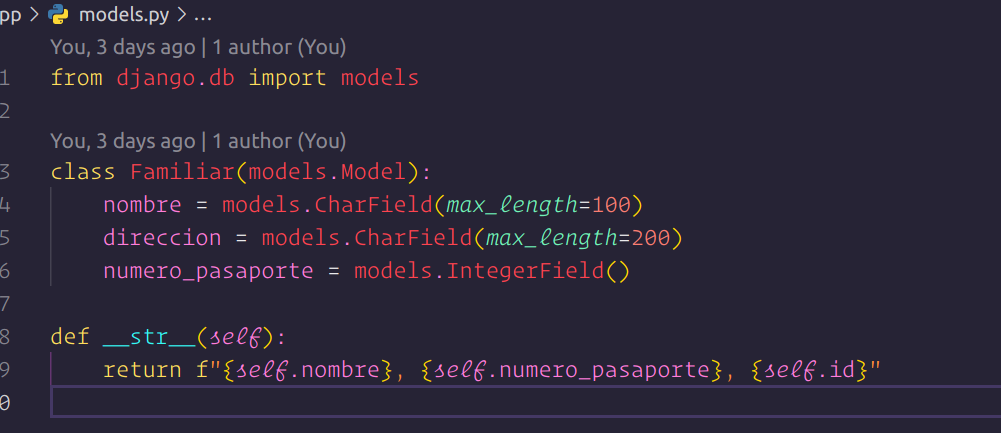 pp > models.py > ...
You, 3 days ago | 1 author (You)
1 from django.db import models
2
You, 3 days ago | 1 author (You)
3 class Familiar(models.Model):
4     nombre = models.CharField(max_length=100)
5     direccion = models.CharField(max_length=200)
6     numero_pasaporte = models.IntegerField()
7
8 def __str__(self):
9     return f"{self.nombre}, {self.numero_pasaporte}, {self.id}"
0